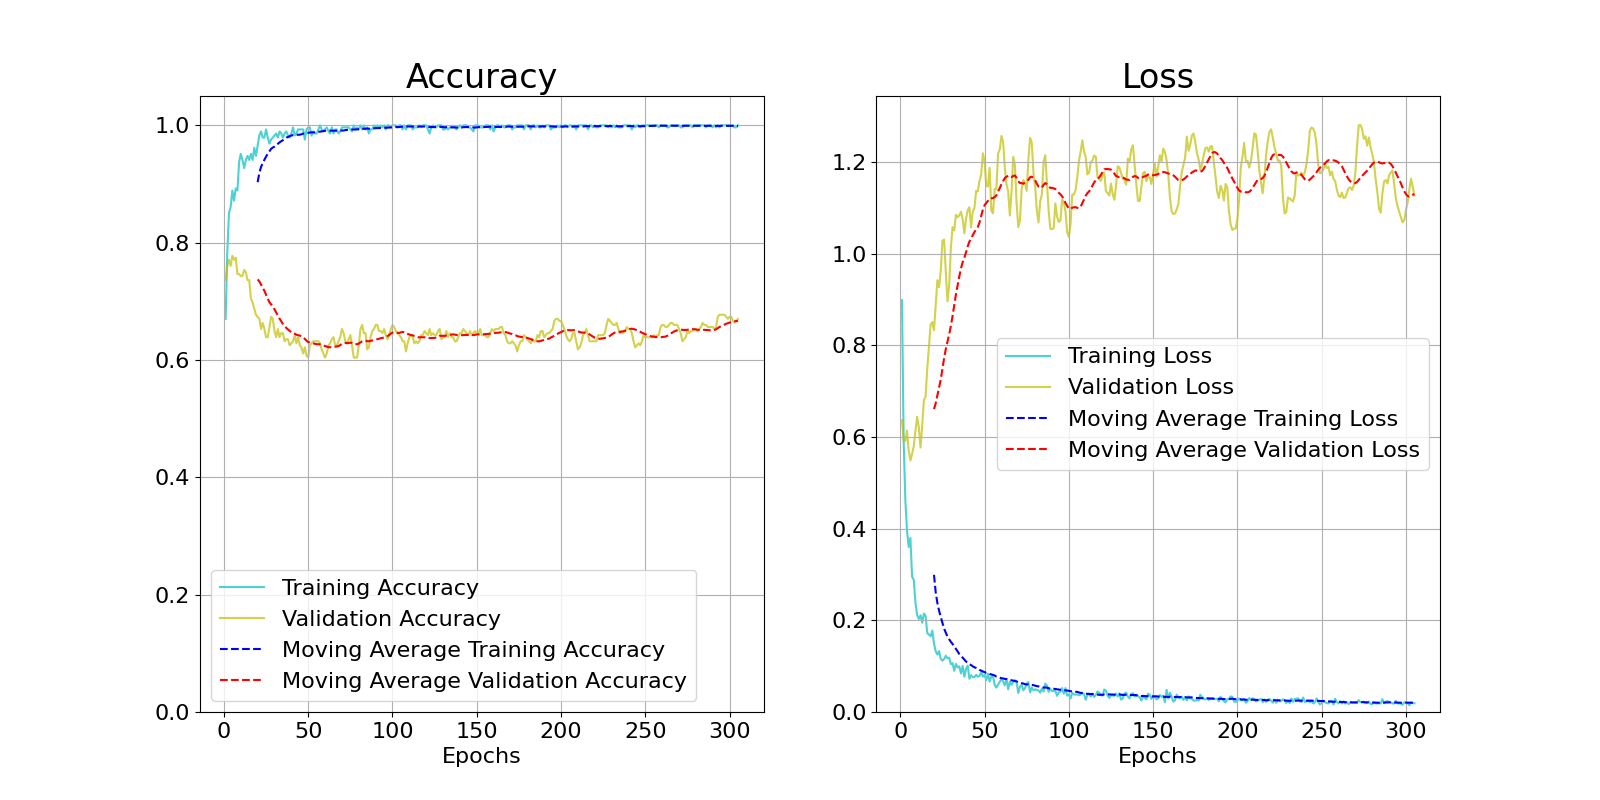 Accuracy
1.0
0.8
0.6
0.4
0.2
0.0
Training Accuracy
Validation Accuracy
Moving Average Training Accuracy
Moving Average Validation Accuracy
0 50 100 150 200 250 300
Epochs
Loss
1.2
1.0
0.8
0.6
0.4
0.2
0.0
Training Loss
Validation Loss
Moving Average Training Loss
Moving Average Validation Loss
0 50 100 150 200 250 300
Epochs